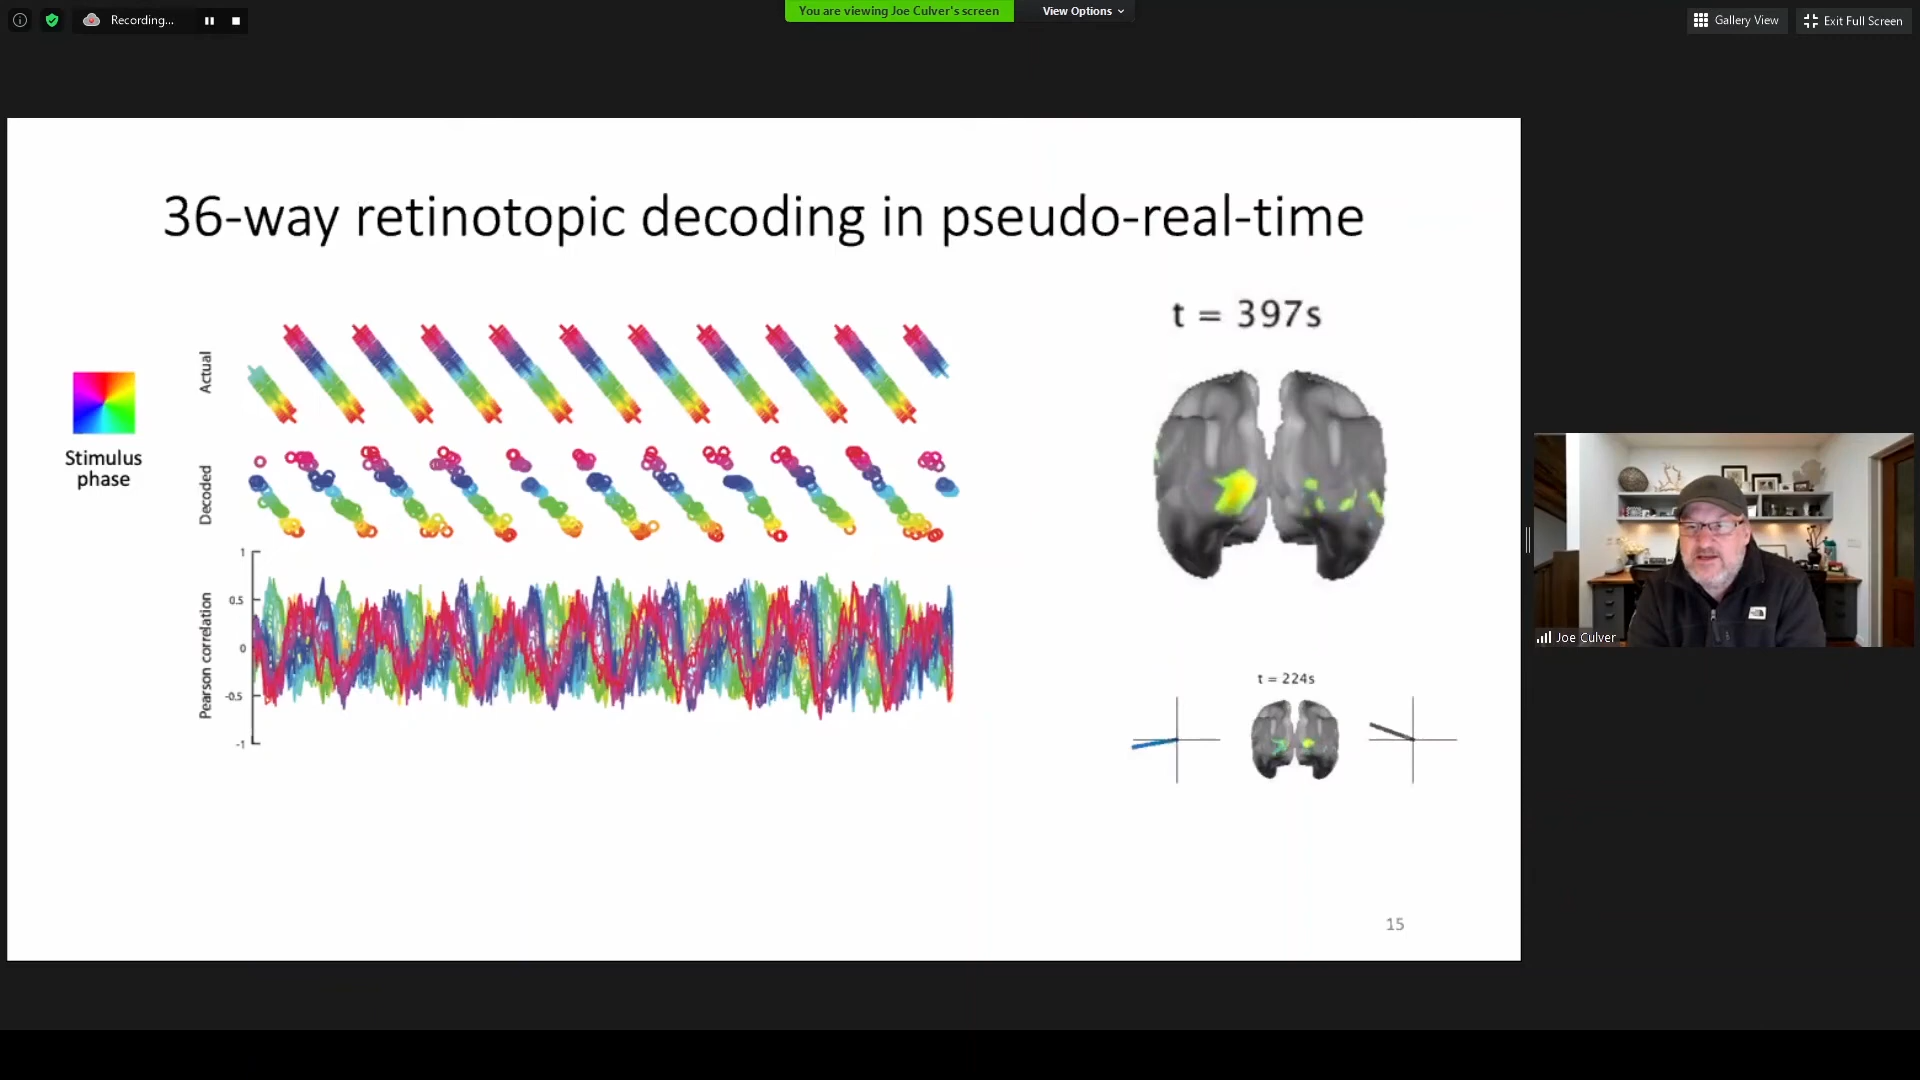 Recording...
You are viewing Joe Culver's screen
View Options
Gallery View
Exit Full Screen
36-way retinotopic decoding in pseudo-real-time
t = 397s
Actual
Stimulus
phase
Decoded
Pearson correlation
1
0.5
0
-0.5
-1
Joe Culver
t = 224s
15